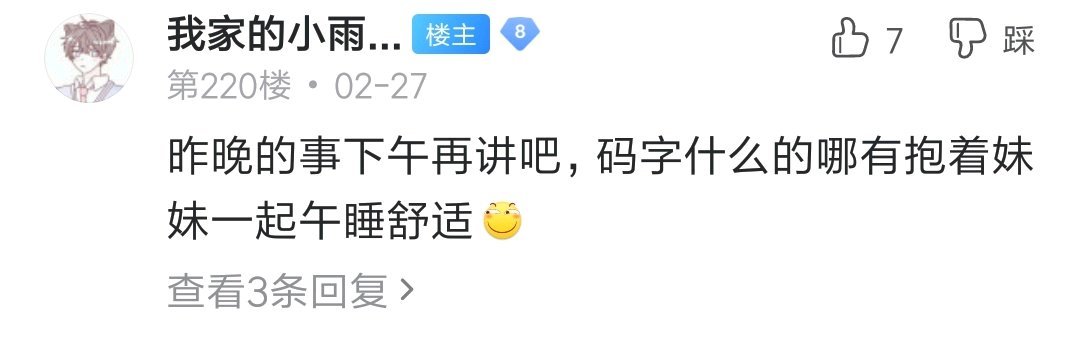 我家的小雨... 楼主 8 7 踩
第220楼 • 02-27
昨晚的事下午再讲吧，码字什么的哪有抱着妹
妹一起午睡舒适
查看3条回复 >